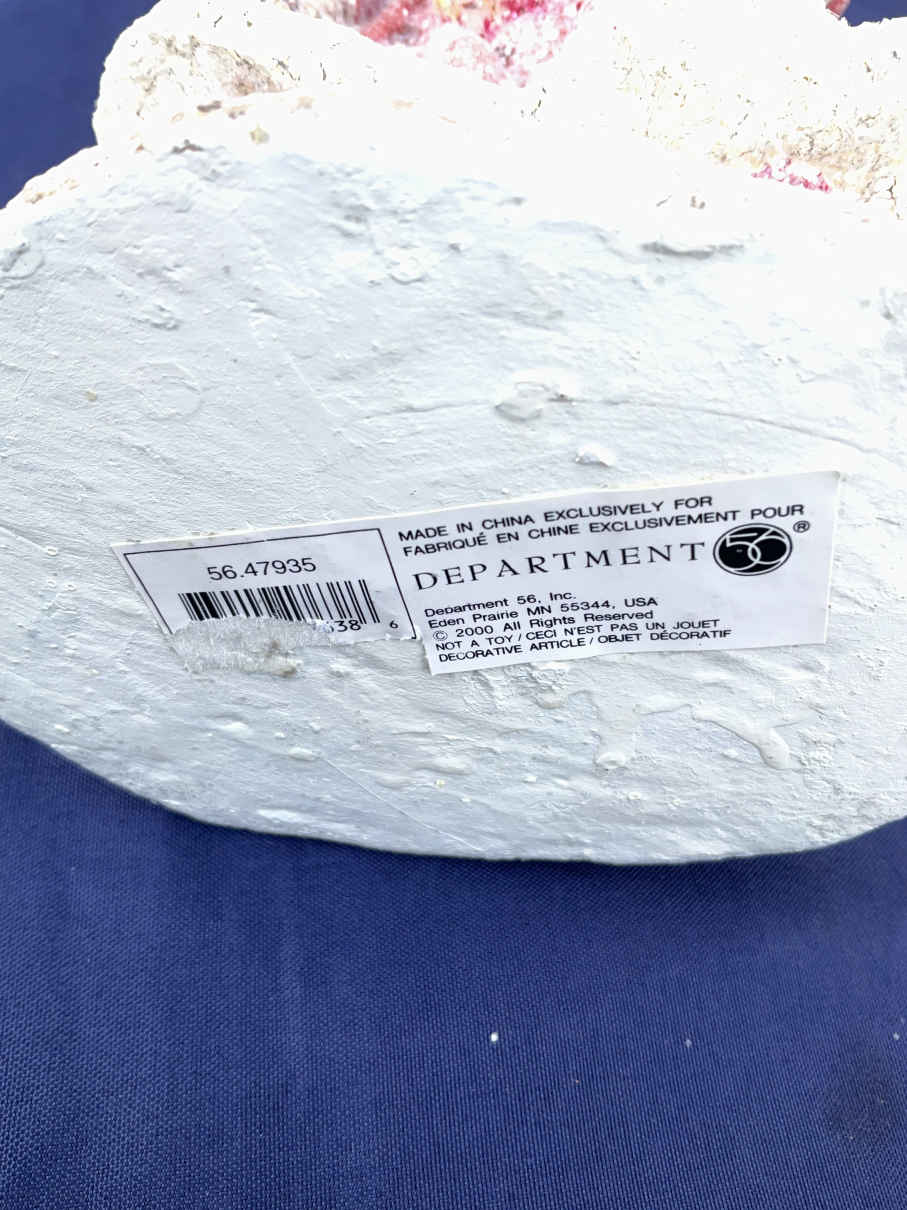 56.47935
38 6
MADE IN CHINA EXCLUSIVELY FOR
FABRIQUÉ EN CHINE EXCLUSIVEMENT POUR
DEPARTMENT 56®
Department 56, Inc.
Eden Prairie MN 55344, USA
© 2000 All Rights Reserved
NOT A TOY / CECI N'EST PAS UN JOUET
DECORATIVE ARTICLE / OBJET DÉCORATIF